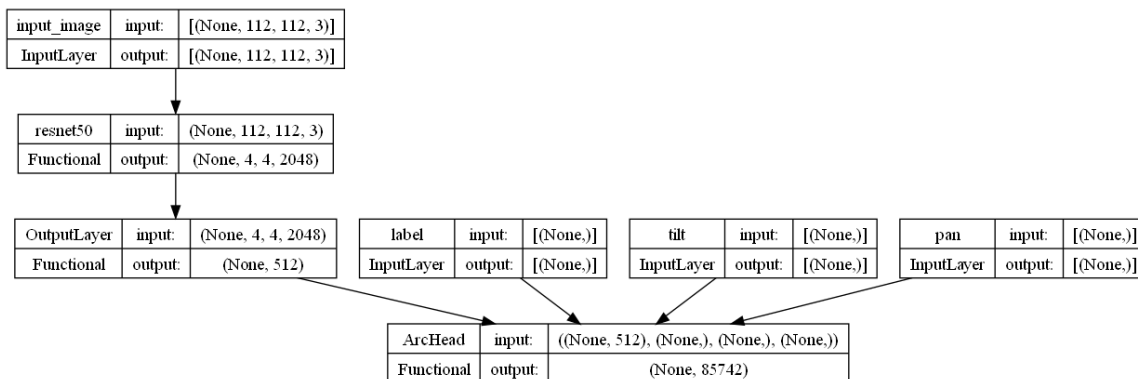 input_image input: [(None, 112, 112, 3)]
InputLayer output: [(None, 112, 112, 3)]
resnet50 input: (None, 112, 112, 3)
Functional output: (None, 4, 4, 2048)
OutputLayer input: (None, 4, 4, 2048)
Functional output: (None, 512)
label input: [(None,)]
InputLayer output: [(None,)]
tilt input: [(None,)]
InputLayer output: [(None,)]
pan input: [(None,)]
InputLayer output: [(None,)]
ArcHead input: ((None, 512), (None,), (None,), (None,))
Functional output: (None, 85742)